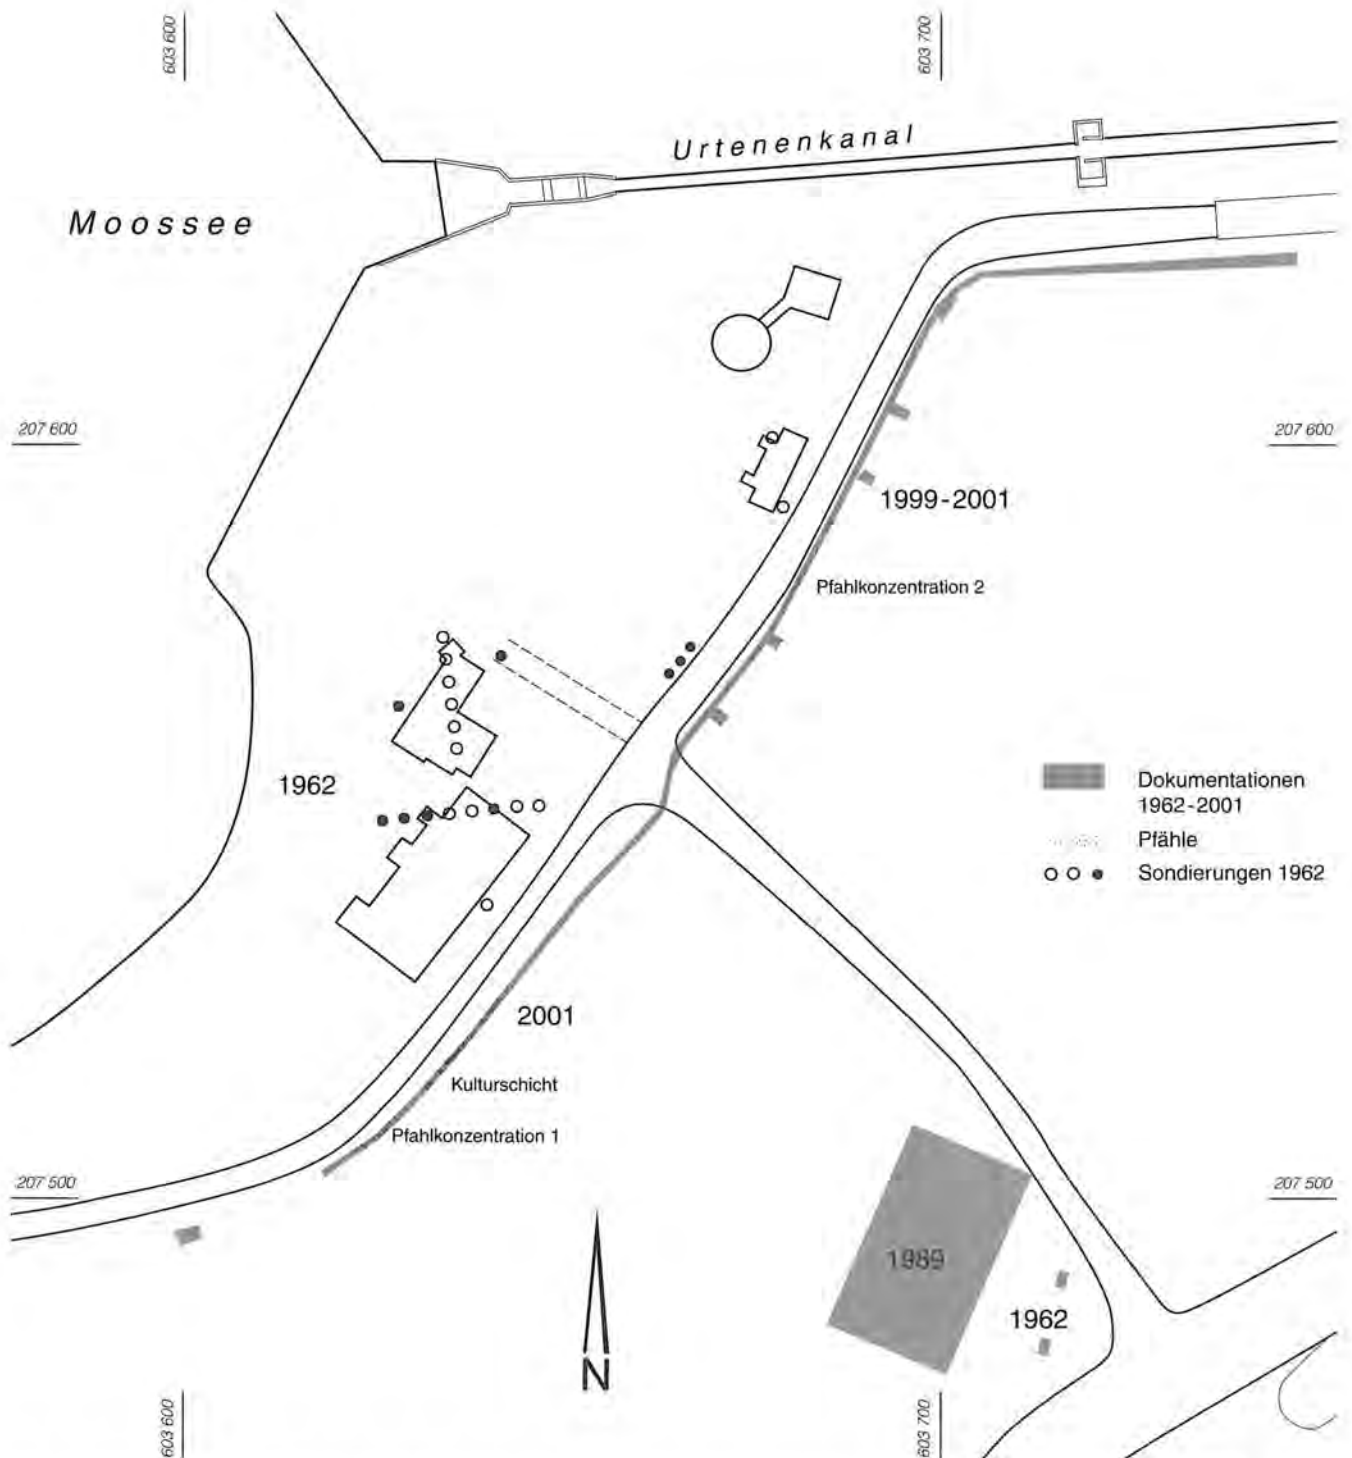 603 600
603 700
Urtenenkanal
Moossee
207 600
207 600
1999-2001
Pfahlkonzentration 2
1962
Dokumentationen
1962-2001
Pfähle
Sondierungen 1962
2001
Kulturschicht
Pfahlkonzentration 1
207 500
207 500
1989
1962
N
603 600
603 700